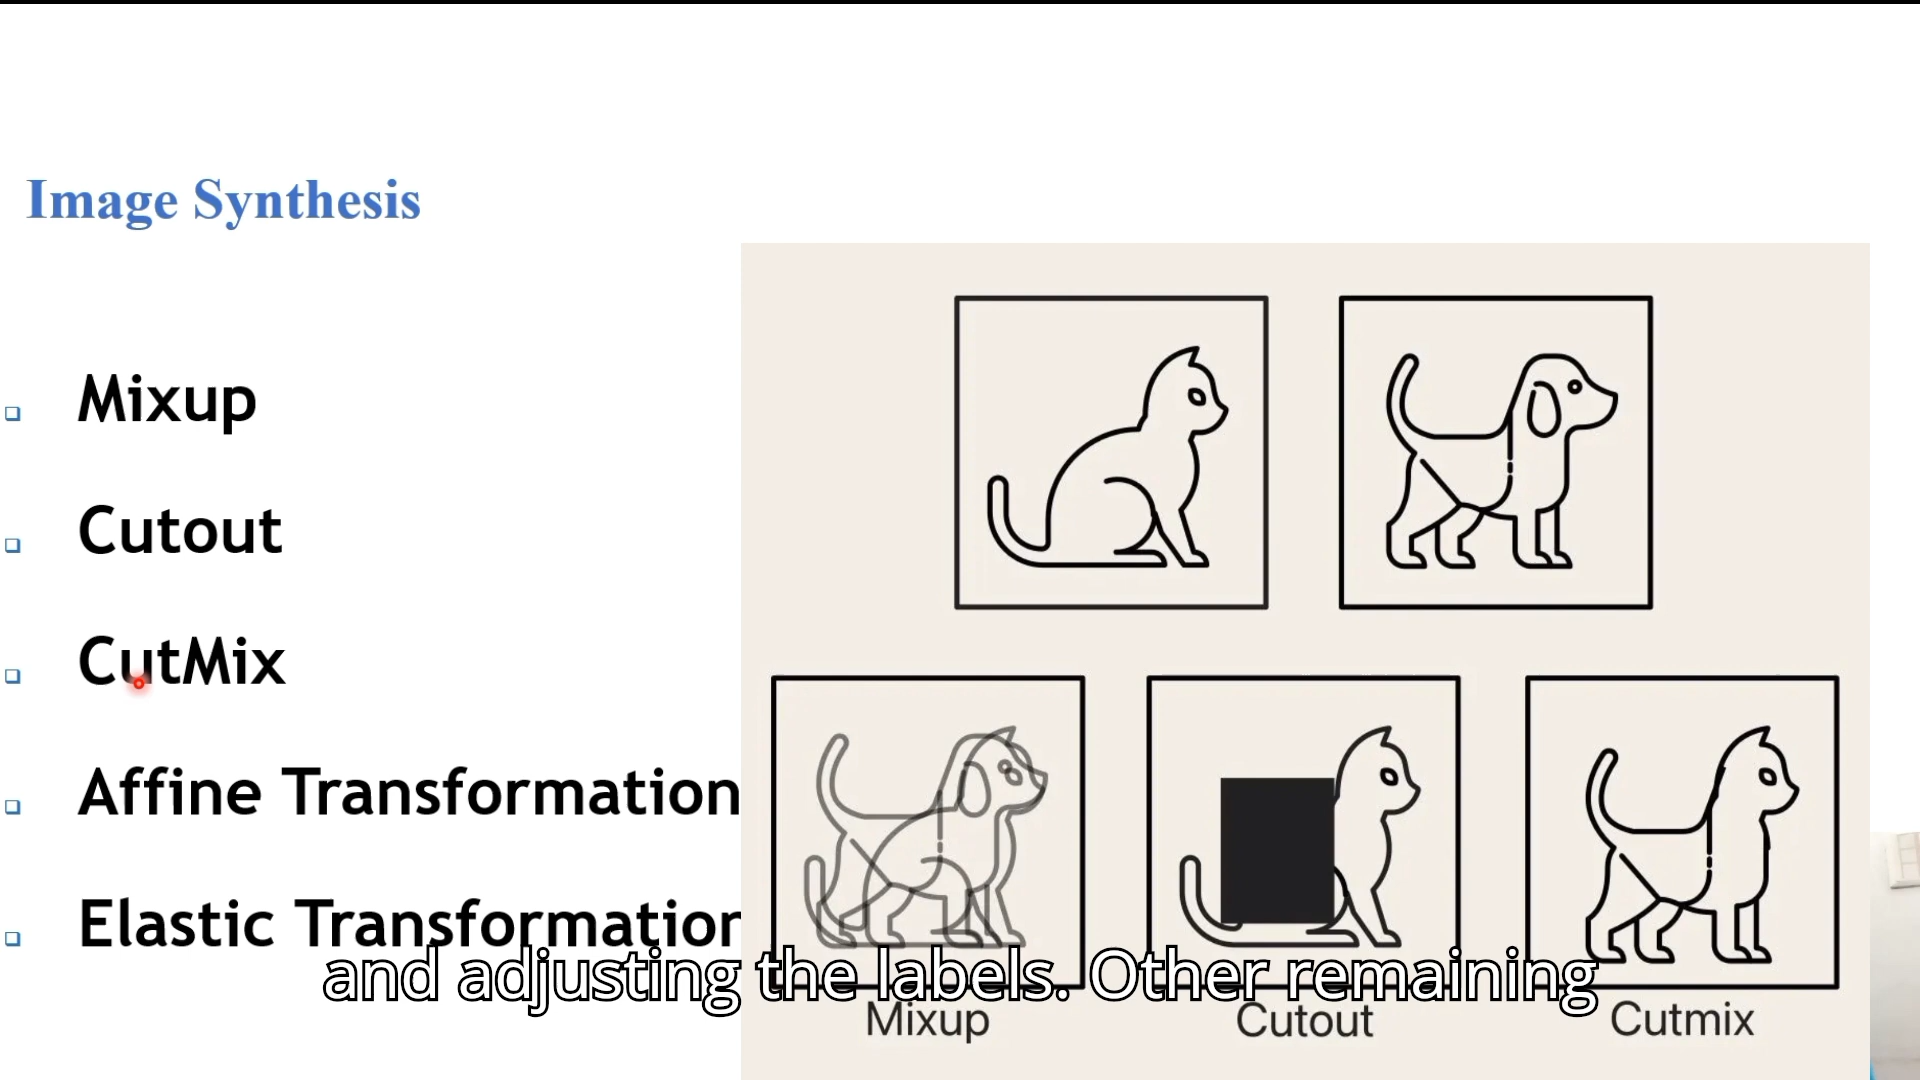 Image Synthesis
Mixup
Cutout
CutMix
Affine Transformation
Elastic Transformation
and adjusting the labels. Other remaining
Mixup
Cutout
Cutmix